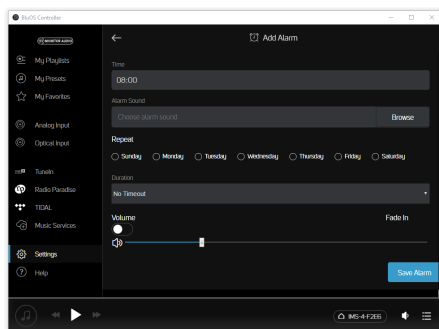 BluOS Controller
MONITOR AUDIO
Add Alarm
My Playlists
My Presets
My Favorites
Analog Input
Optical Input
TuneIn
Radio Paradise
TIDAL
Music Services
Settings
Help
Time
08:00
Alarm Sound
Choose alarm sound
Browse
Repeat
Sunday Monday Tuesday Wednesday Thursday Friday Saturday
Duration
No Timeout
Volume Fade In
Save Alarm
IMS-4-F2E6